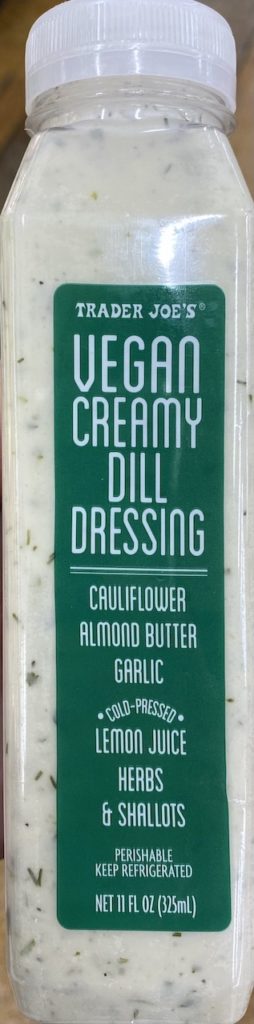 TRADER JOE'S®
VEGAN
CREAMY
DILL
DRESSING
CAULIFLOWER
ALMOND BUTTER
GARLIC
•COLD-PRESSED•
LEMON JUICE
HERBS
& SHALLOTS
PERISHABLE
KEEP REFRIGERATED
NET 11 FL OZ (325mL)